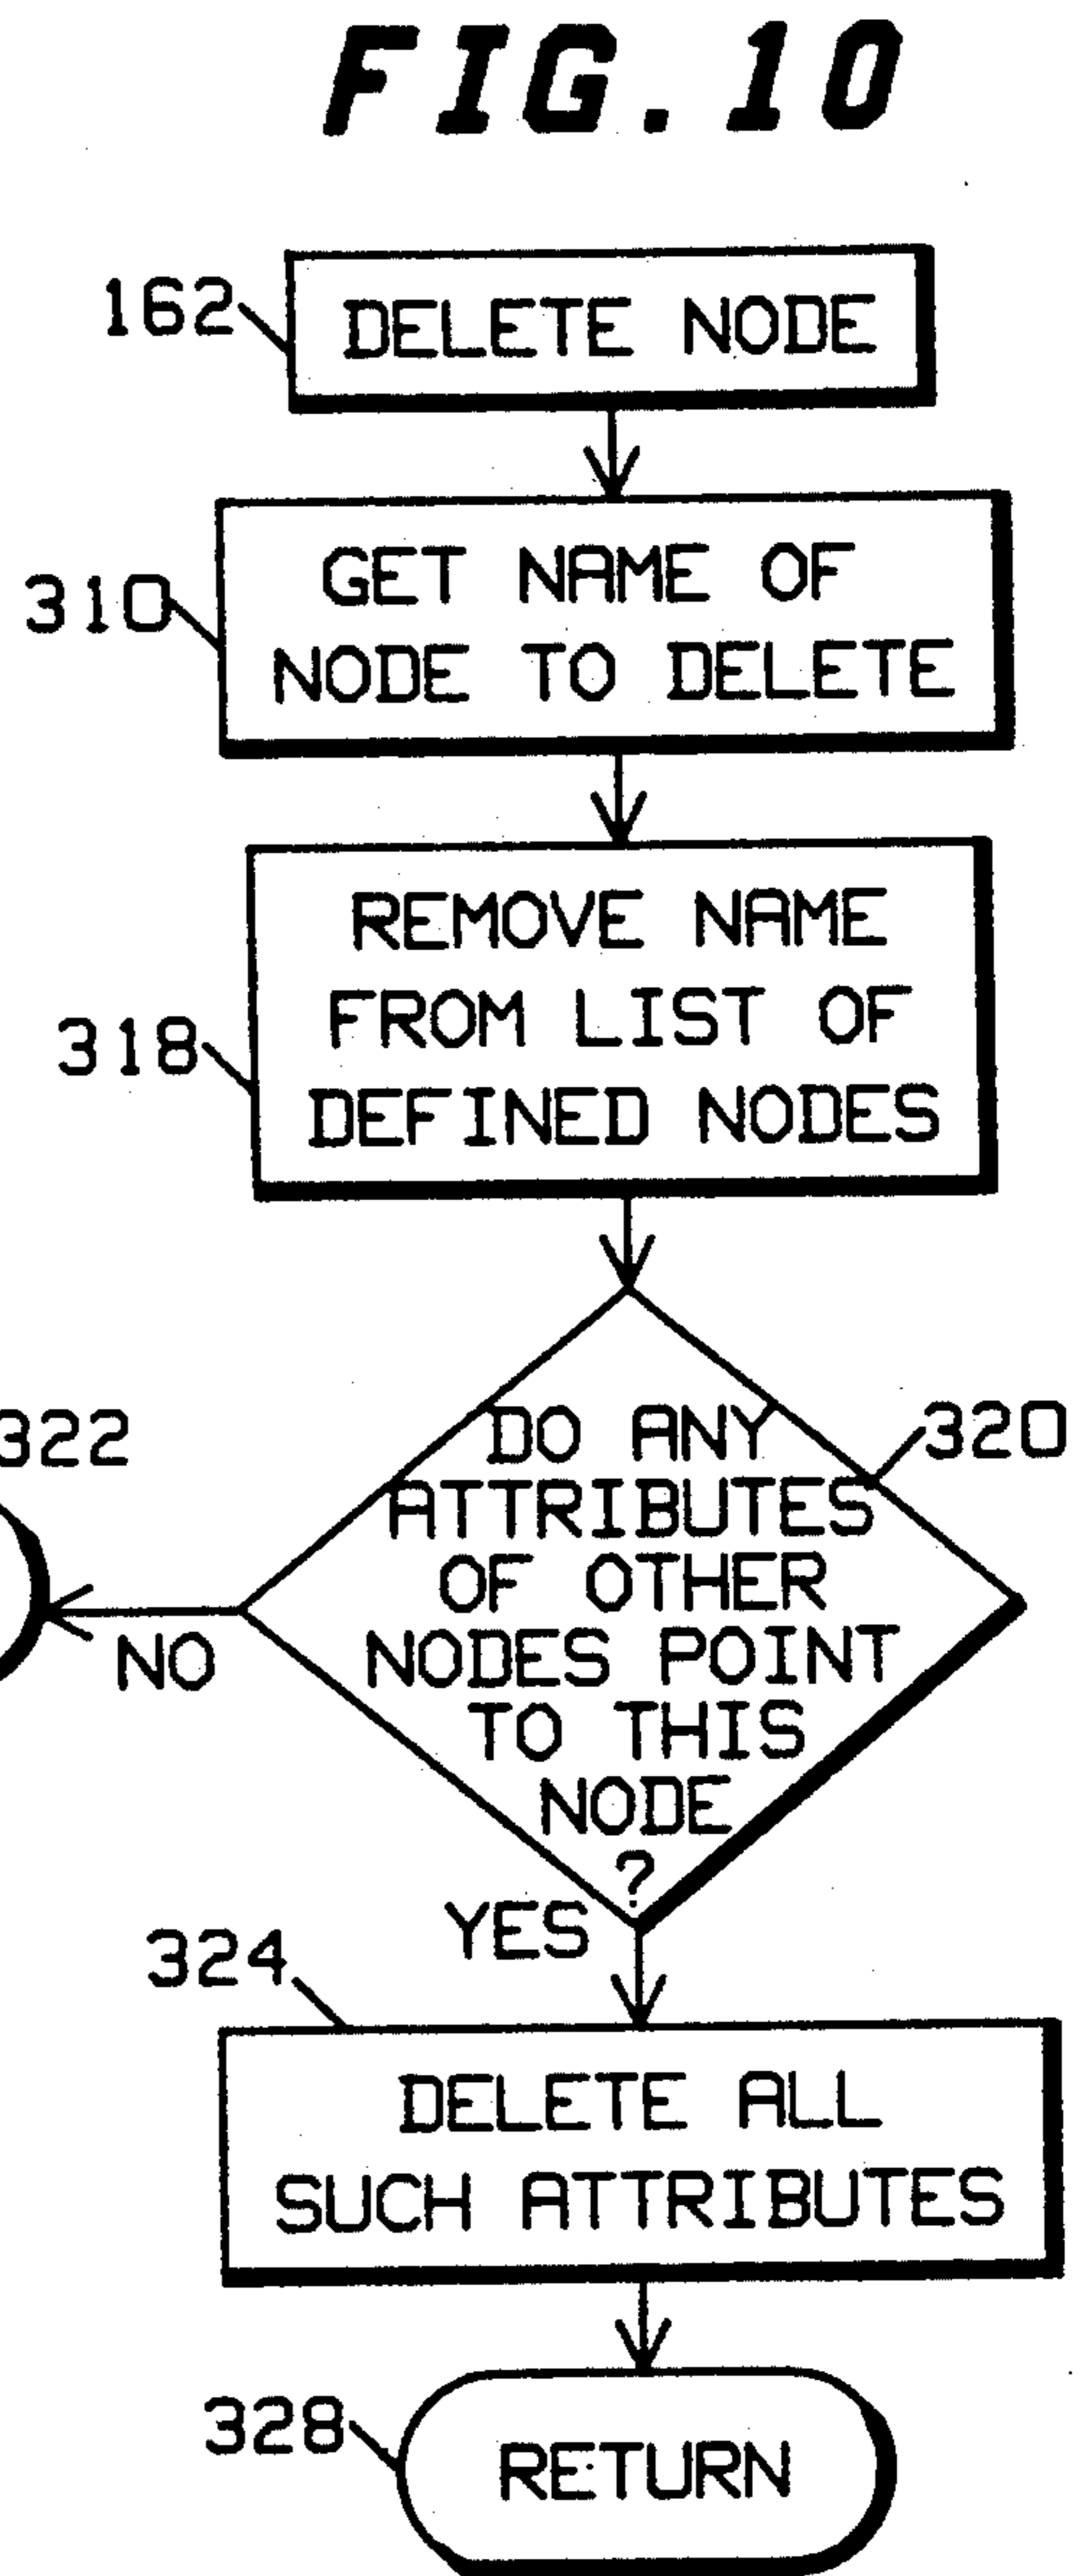 FIG. 10
162
DELETE NODE
310
GET NAME OF
NODE TO DELETE
318
REMOVE NAME
FROM LIST OF
DEFINED NODES
322
320
DO ANY
ATTRIBUTES
OF OTHER
NODES POINT
TO THIS
NODE
?
NO
YES
324
DELETE ALL
SUCH ATTRIBUTES
328
RETURN